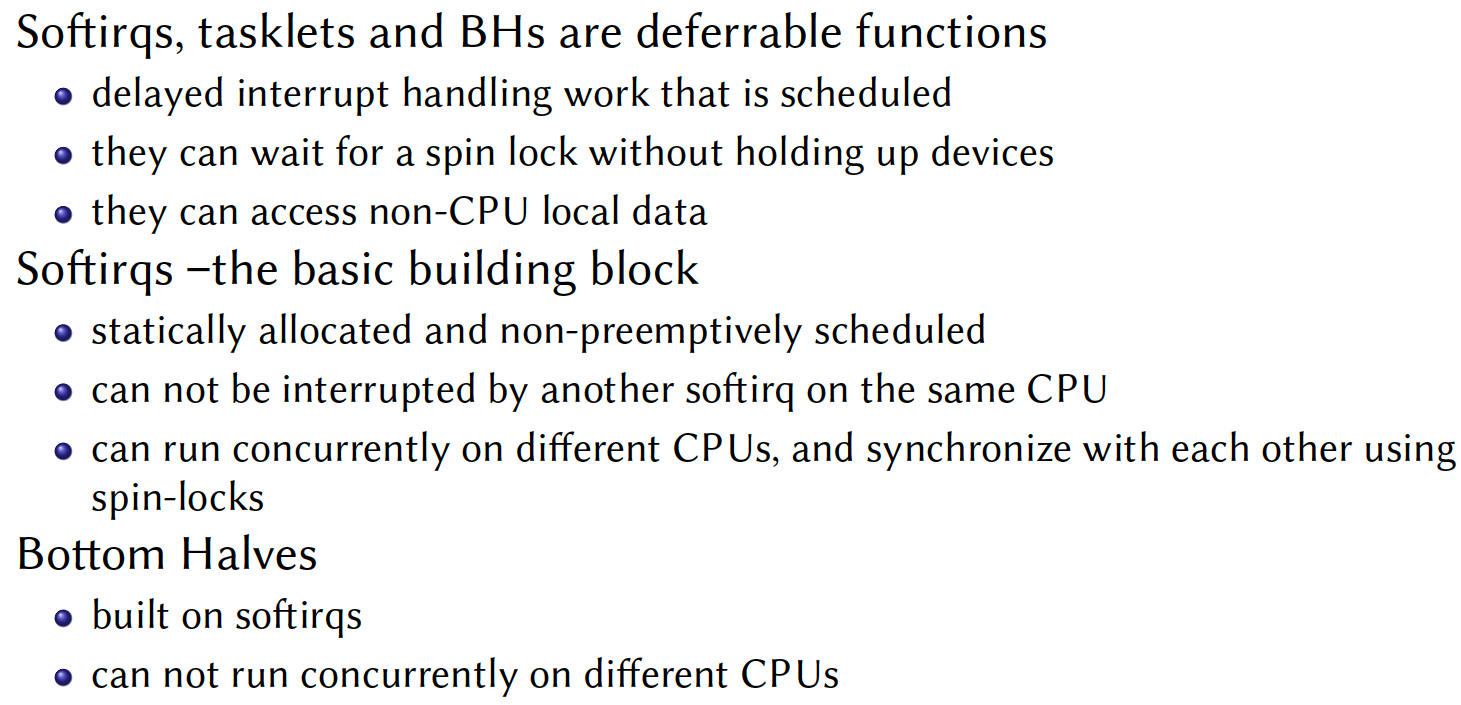 Softirqs, tasklets and BHs are deferrable functions
delayed interrupt handling work that is scheduled
they can wait for a spin lock without holding up devices
they can access non-CPU local data
Softirqs –the basic building block
statically allocated and non-preemptively scheduled
can not be interrupted by another softirq on the same CPU
can run concurrently on different CPUs, and synchronize with each other using
spin-locks
Bottom Halves
built on softirqs
can not run concurrently on different CPUs